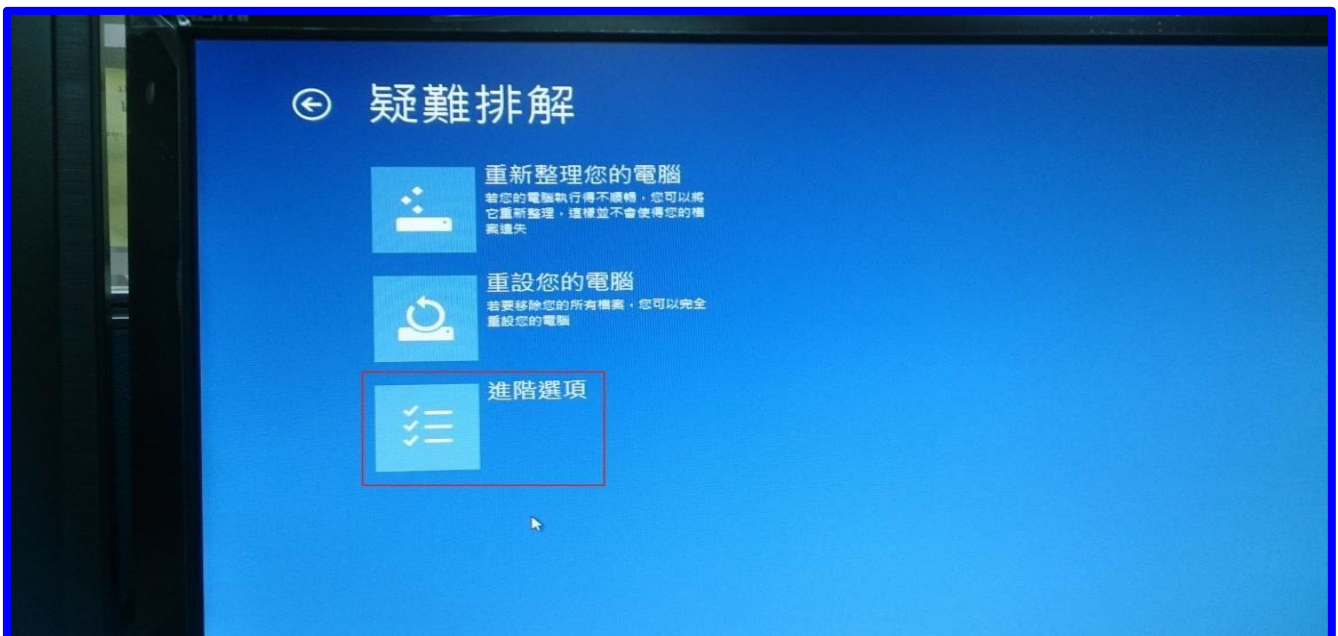 疑難排解
重新整理您的電腦
若您的電腦執行得不順暢，您可以將
它重新整理，這樣並不會使得您的檔
案遺失
重設您的電腦
若要移除您的所有檔案，您可以完全
重設您的電腦
進階選項